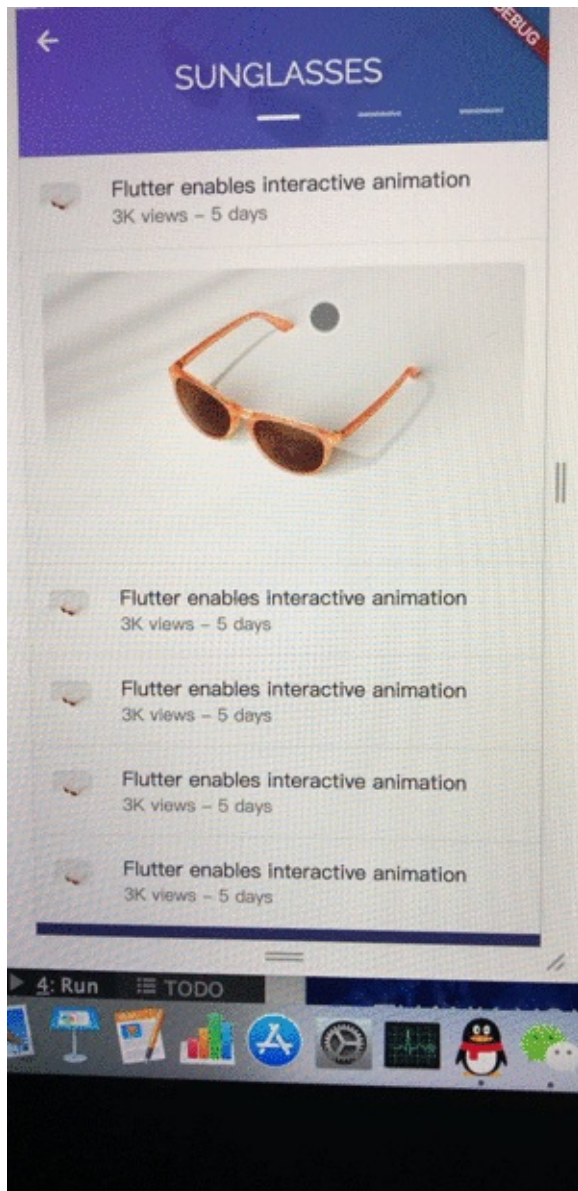 DEBUG
SUNGLASSES
Flutter enables interactive animation
3K views – 5 days
Flutter enables interactive animation
3K views – 5 days
Flutter enables interactive animation
3K views – 5 days
Flutter enables interactive animation
3K views – 5 days
Flutter enables interactive animation
3K views – 5 days
4: Run TODO